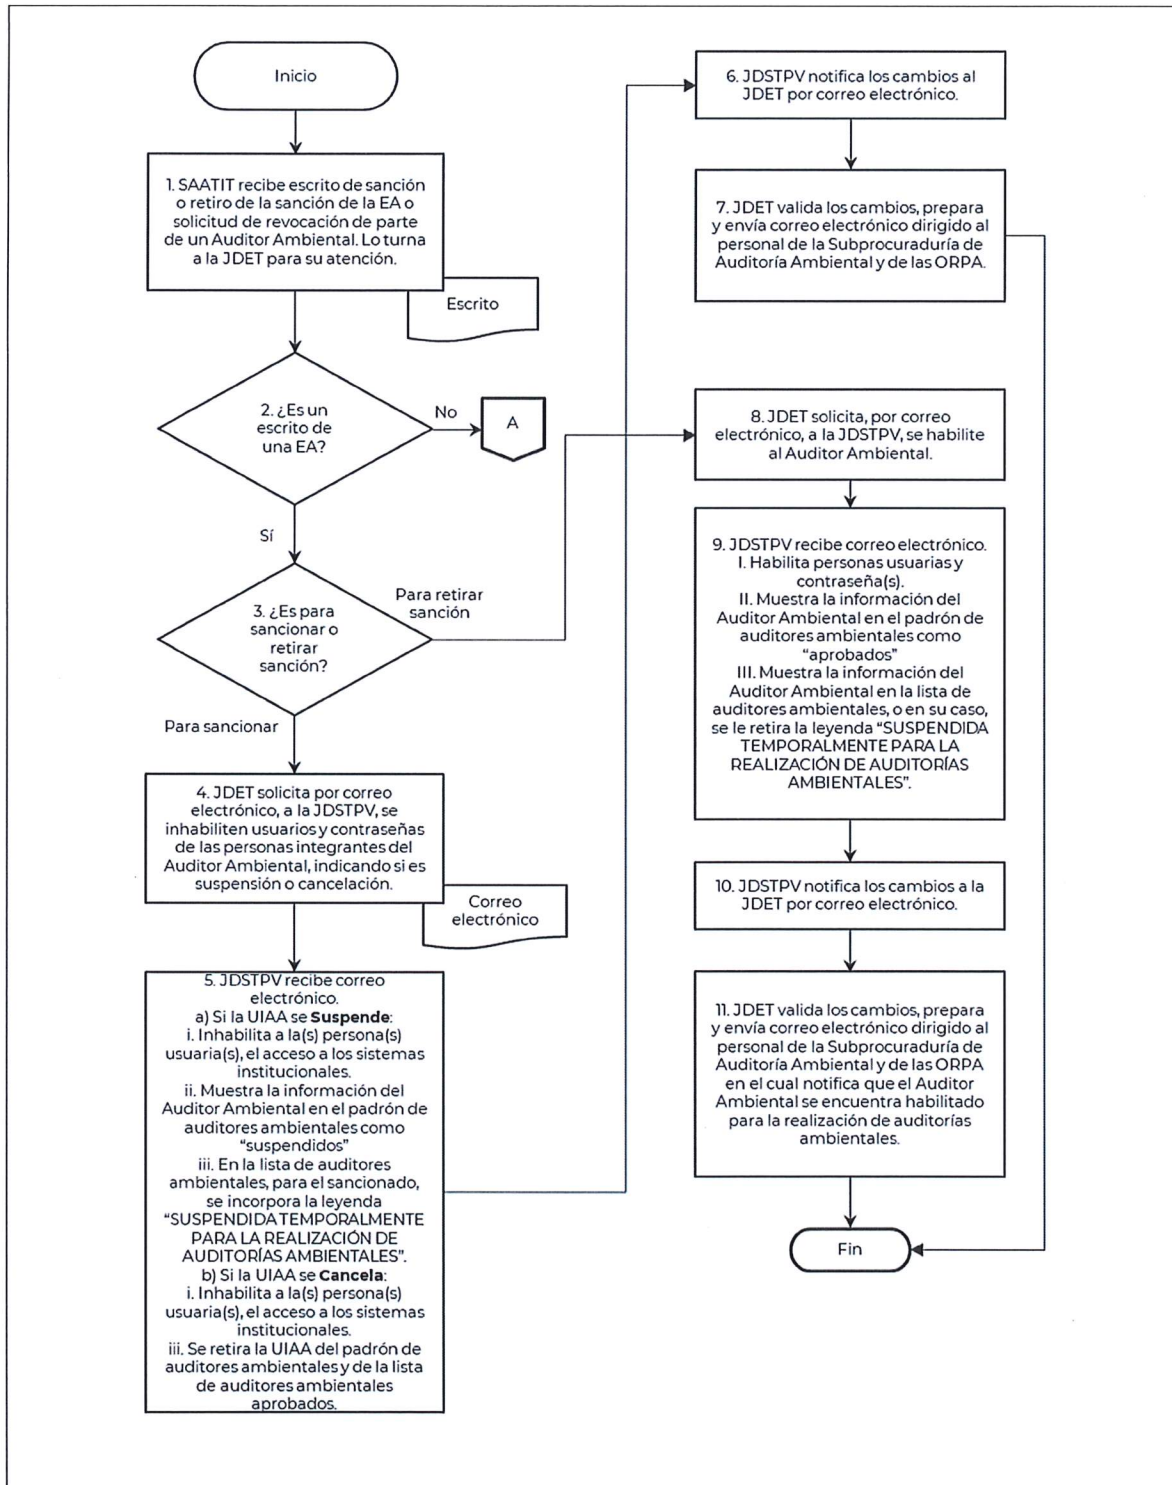 Inicio
1. SAATIT recibe escrito de sanción
o retiro de la sanción de la EA o
solicitud de revocación de parte
de un Auditor Ambiental. Lo turna
a la JDET para su atención.
Escrito
2. ¿Es un
escrito de
una EA?
No
A
Sí
3. ¿Es para
sancionar o
retirar
sanción?
Para retirar
sanción
Para sancionar
4. JDET solicita por correo
electrónico, a la JDSTPV, se
inhabiliten usuarios y contraseñas
de las personas integrantes del
Auditor Ambiental, indicando si es
suspensión o cancelación.
Correo
electrónico
5. JDSTPV recibe correo
electrónico.
a) Si la UIAA se Suspende:
i. Inhabilita a la(s) persona(s)
usuaria(s), el acceso a los sistemas
institucionales.
ii. Muestra la información del
Auditor Ambiental en el padrón de
auditores ambientales como
“suspendidos”
iii. En la lista de auditores
ambientales, para el sancionado,
se incorpora la leyenda
“SUSPENDIDA TEMPORALMENTE
PARA LA REALIZACIÓN DE
AUDITORÍAS AMBIENTALES”.
b) Si la UIAA se Cancela:
i. Inhabilita a la(s) persona(s)
usuaria(s), el acceso a los sistemas
institucionales.
iii. Se retira la UIAA del padrón de
auditores ambientales y de la lista
de auditores ambientales
aprobados.
6. JDSTPV notifica los cambios al
JDET por correo electrónico.
7. JDET valida los cambios, prepara
y envía correo electrónico dirigido al
personal de la Subprocuraduría de
Auditoría Ambiental y de las ORPA.
8. JDET solicita, por correo
electrónico, a la JDSTPV, se habilite
al Auditor Ambiental.
9. JDSTPV recibe correo electrónico.
I. Habilita personas usuarias y
contraseña(s).
II. Muestra la información del
Auditor Ambiental en el padrón de
auditores ambientales como
“aprobados”
III. Muestra la información del
Auditor Ambiental en la lista de
auditores ambientales, o en su caso,
se le retira la leyenda “SUSPENDIDA
TEMPORALMENTE PARA LA
REALIZACIÓN DE AUDITORÍAS
AMBIENTALES”.
10. JDSTPV notifica los cambios a la
JDET por correo electrónico.
11. JDET valida los cambios, prepara
y envía correo electrónico dirigido al
personal de la Subprocuraduría de
Auditoría Ambiental y de las ORPA
en el cual notifica que el Auditor
Ambiental se encuentra habilitado
para la realización de auditorías
ambientales.
Fin